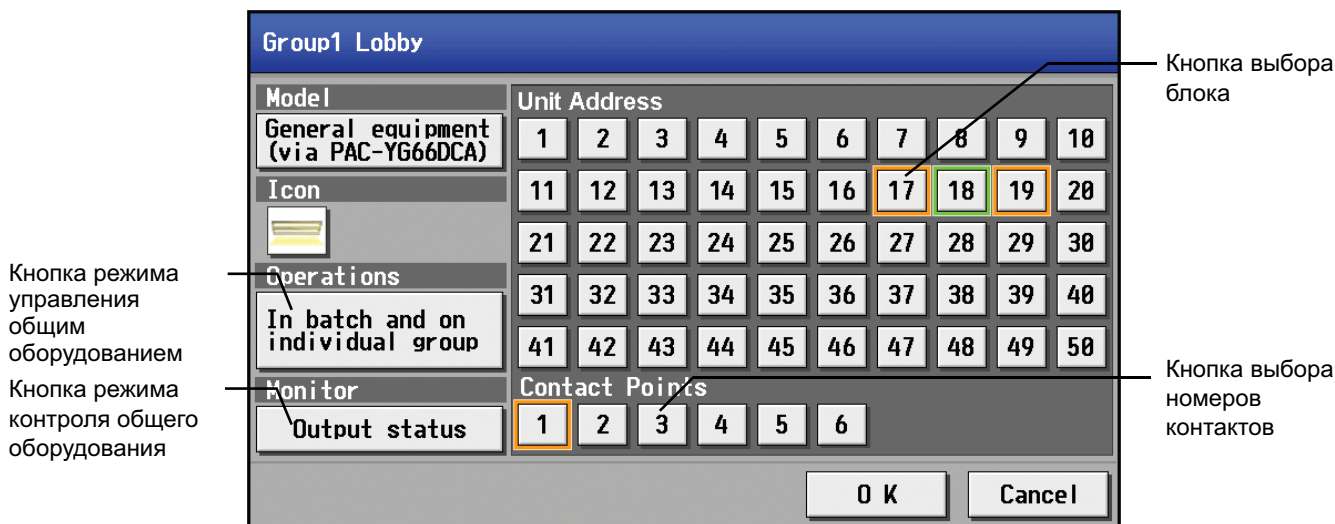 Group1 Lobby
Кнопка выбора
блока
Model
General equipment
(via PAC-YG66DCA)
Icon
Unit Address
1 2 3 4 5 6 7 8 9 10
11 12 13 14 15 16 17 18 19 20
21 22 23 24 25 26 27 28 29 30
31 32 33 34 35 36 37 38 39 40
41 42 43 44 45 46 47 48 49 50
Кнопка режима
управления
общим
оборудованием
Operations
In batch and on
individual group
Кнопка режима
контроля общего
оборудования
Monitor
Output status
Contact Points
1 2 3 4 5 6
Кнопка выбора
номеров
контактов
O K
Cancel